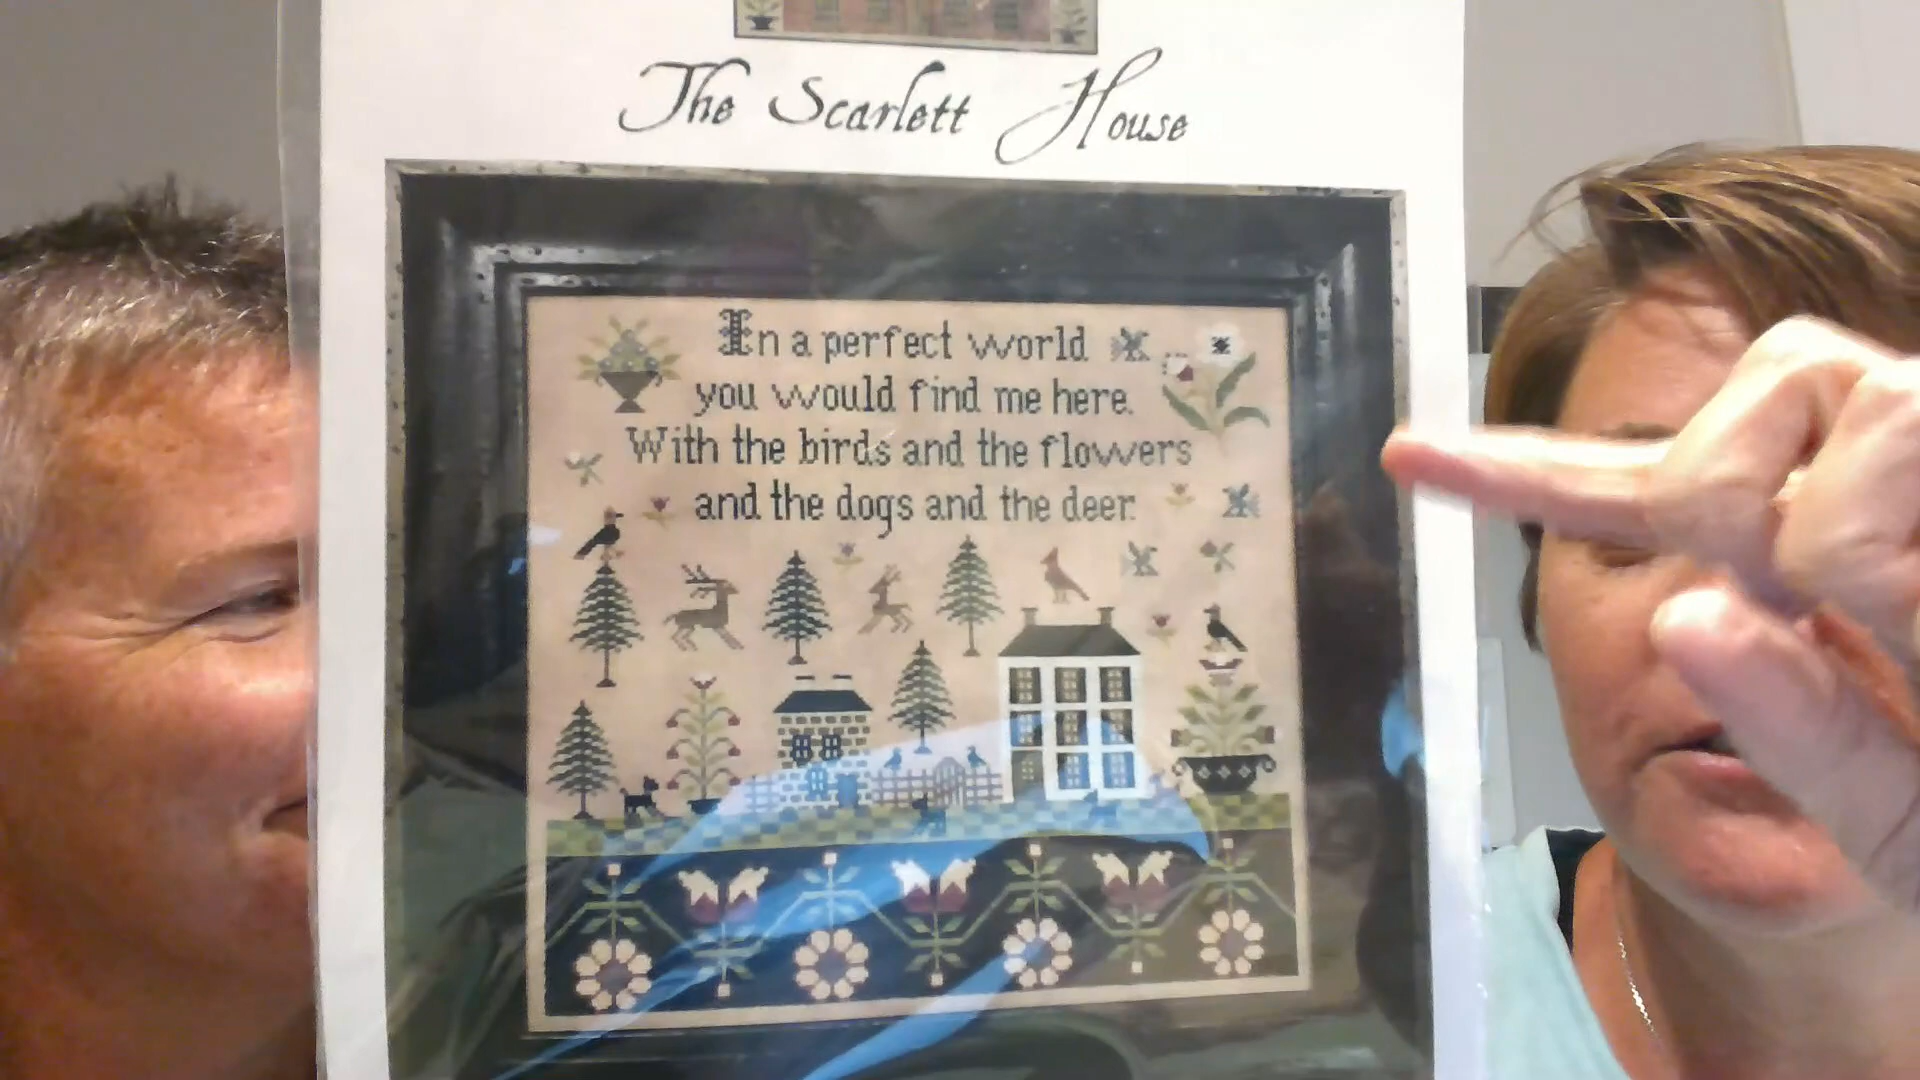 The Scarlett House
In a perfect world
you would find me here.
With the birds and the flowers
and the dogs and the deer.